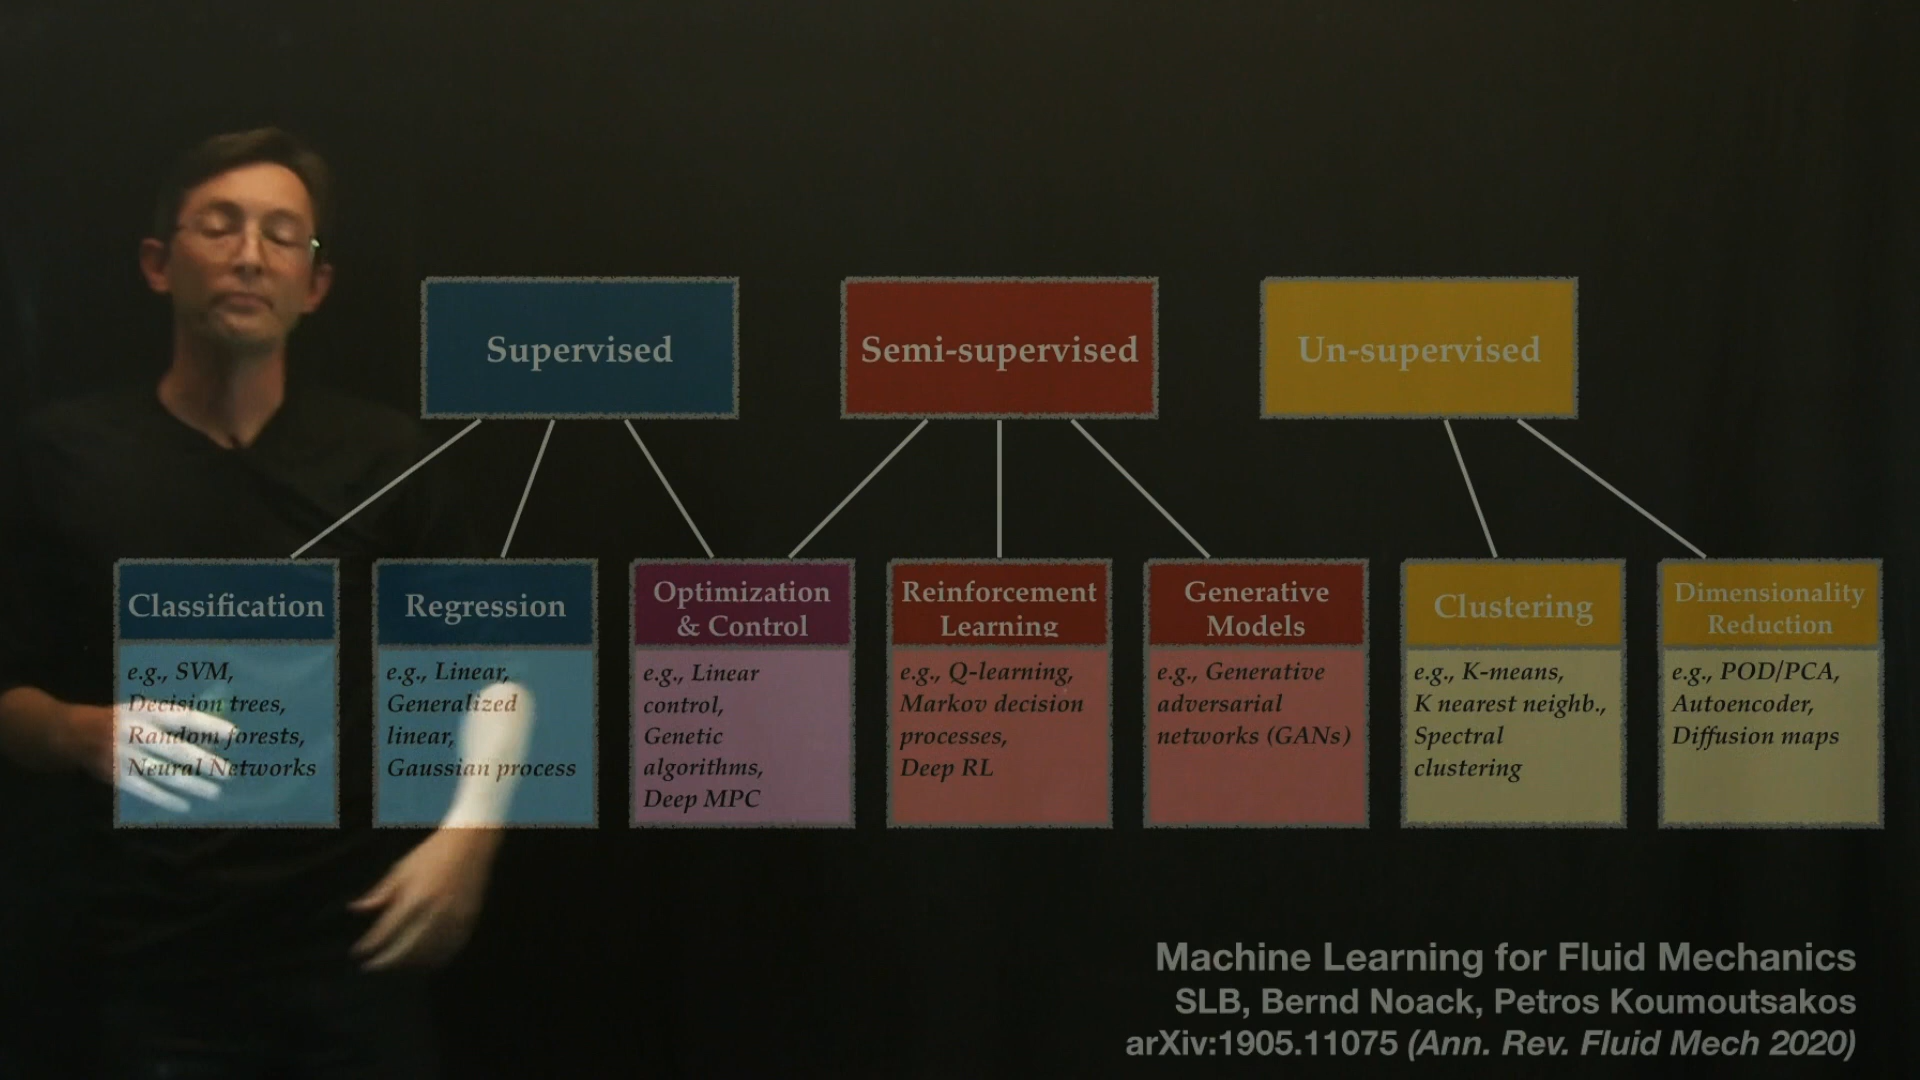 Supervised
Semi-supervised
Un-supervised
Classification
e.g., SVM,
Decision trees,
Random forests,
Neural Networks
Regression
e.g., Linear,
Generalized
linear,
Gaussian process
Optimization
& Control
e.g., Linear
control,
Genetic
algorithms,
Deep MPC
Reinforcement
Learning
e.g., Q-learning,
Markov decision
processes,
Deep RL
Generative
Models
e.g., Generative
adversarial
networks (GANs)
Clustering
e.g., K-means,
K nearest neighb.,
Spectral
clustering
Dimensionality
Reduction
e.g., POD/PCA,
Autoencoder,
Diffusion maps
Machine Learning for Fluid Mechanics
SLB, Bernd Noack, Petros Koumoutsakos
arXiv:1905.11075 (Ann. Rev. Fluid Mech 2020)